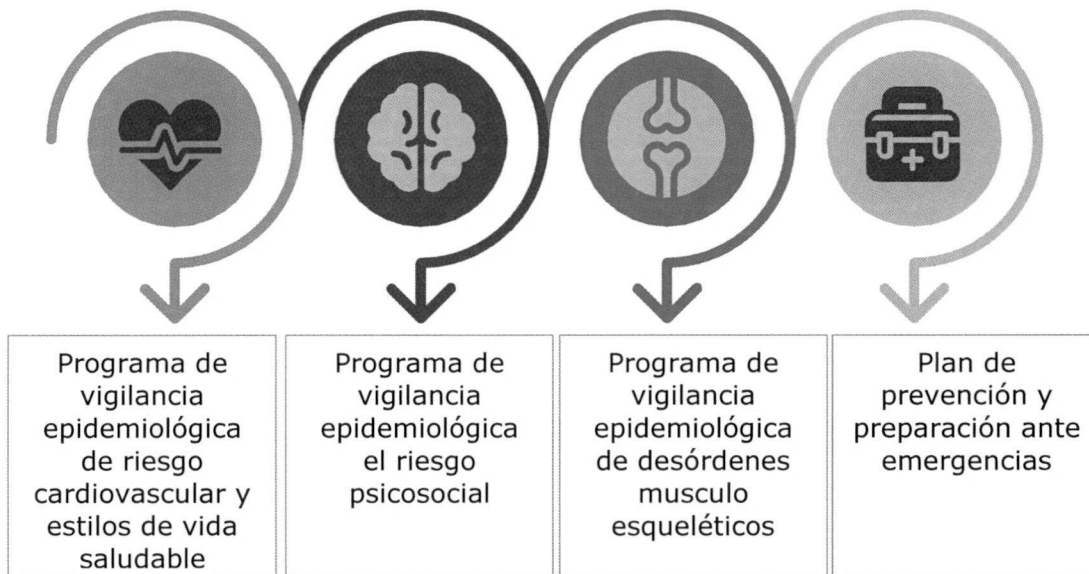 Programa de
vigilancia
epidemiológica
de riesgo
cardiovascular y
estilos de vida
saludable
Programa de
vigilancia
epidemiológica
el riesgo
psicosocial
Programa de
vigilancia
epidemiológica
de desórdenes
musculo
esqueléticos
Plan de
prevención y
preparación ante
emergencias